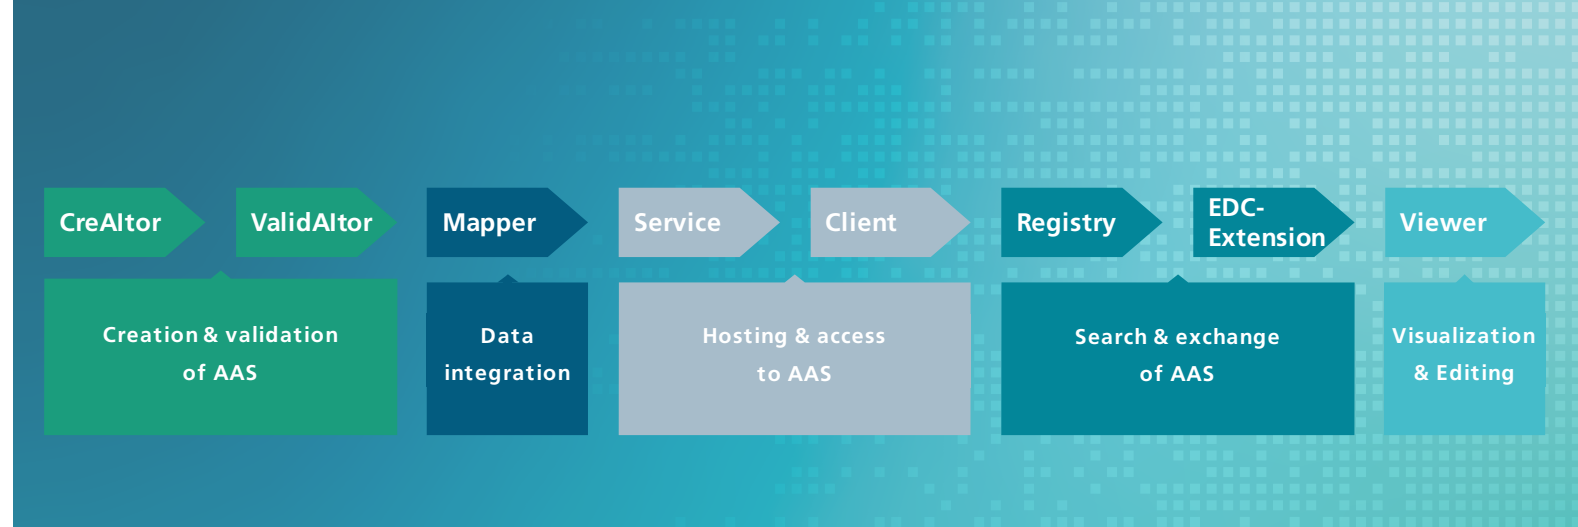 CreAItor
ValidAItor
Mapper
Service
Client
Registry
EDC-
Extension
Viewer
Creation & validation
of AAS
Data
integration
Hosting & access
to AAS
Search & exchange
of AAS
Visualization
& Editing